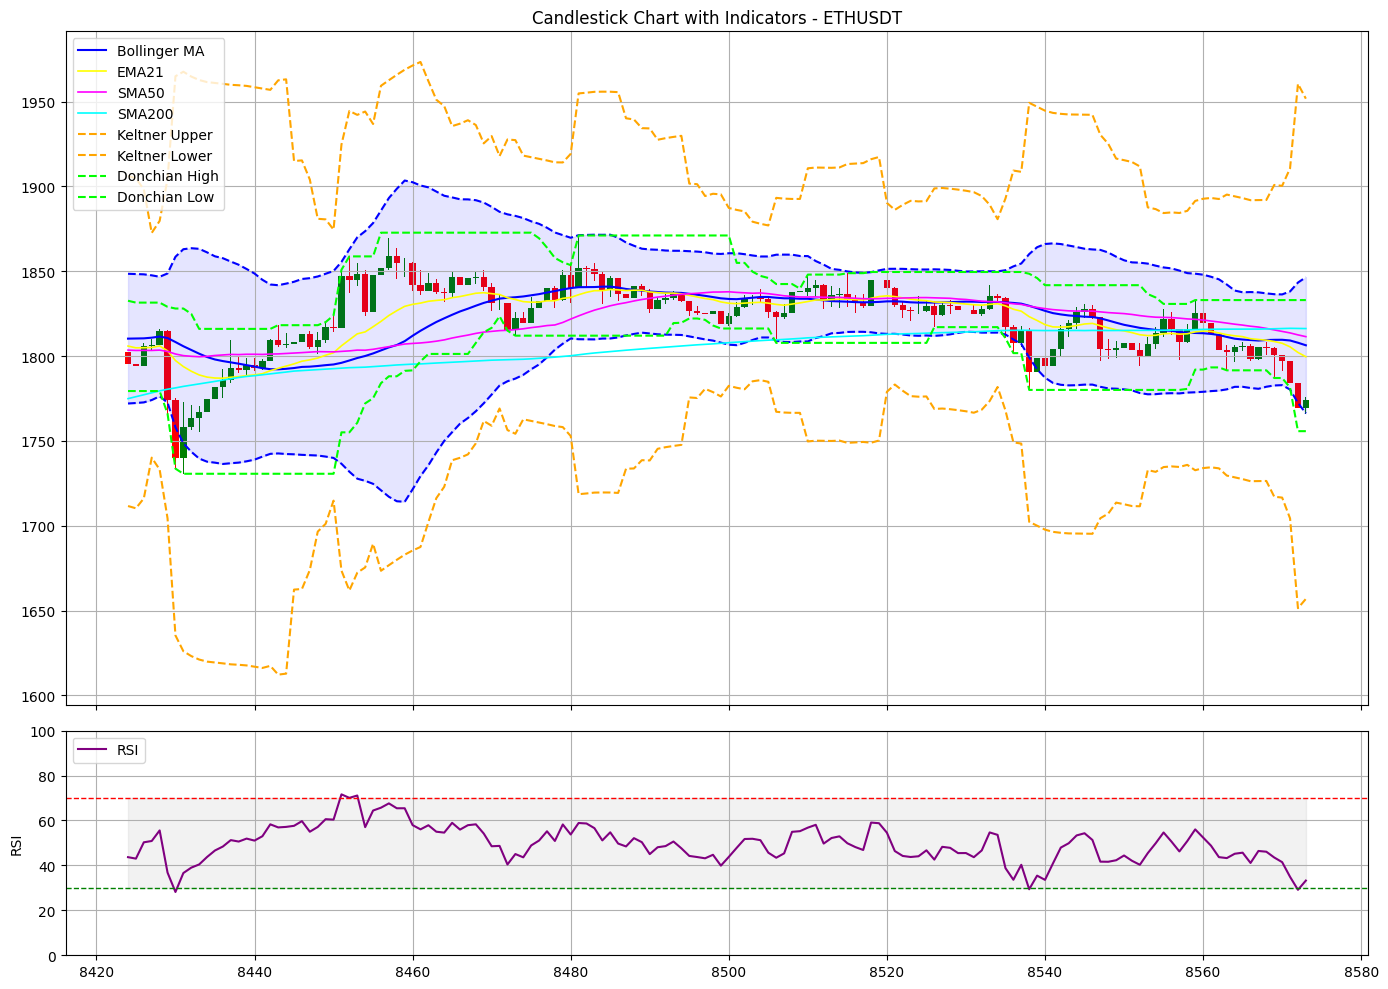 Candlestick Chart with Indicators - ETHUSDT
Bollinger MA
EMA21
SMA50
SMA200
Keltner Upper
Keltner Lower
Donchian High
Donchian Low
1950
1900
1850
1800
1750
1700
1650
1600
RSI
100
80
60
40
20
0
RSI
8420 8440 8460 8480 8500 8520 8540 8560 8580